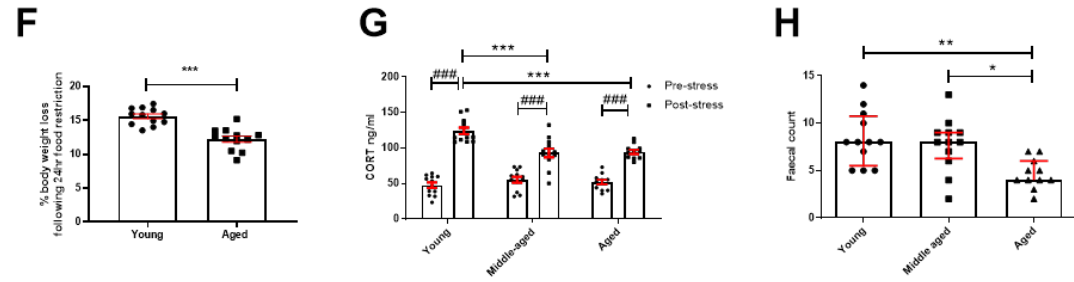 F
***
% body weight loss
following 24hr food restriction
20
15
10
5
0
Young
Aged
G
***
***
###
###
###
CORT ng/ml
200
150
100
50
0
Pre-stress
Post-stress
Young
Middle-aged
Aged
H
**
*
Faecal count
15
10
5
0
Young
Middle aged
Aged